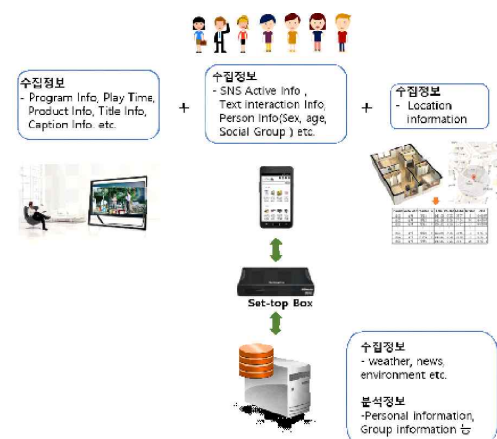 수집정보
- Program Info, Play Time,
Product Info, Title Info,
Caption Info. etc.
+
수집정보
- SNS Active Info ,
Text interaction Info,
Person Info(Sex, age,
Social Group ) etc.
+
수집정보
- Location
information
Set-top Box
수집정보
- weather, news,
environment etc.
분석정보
-Personal information,
Group information 등